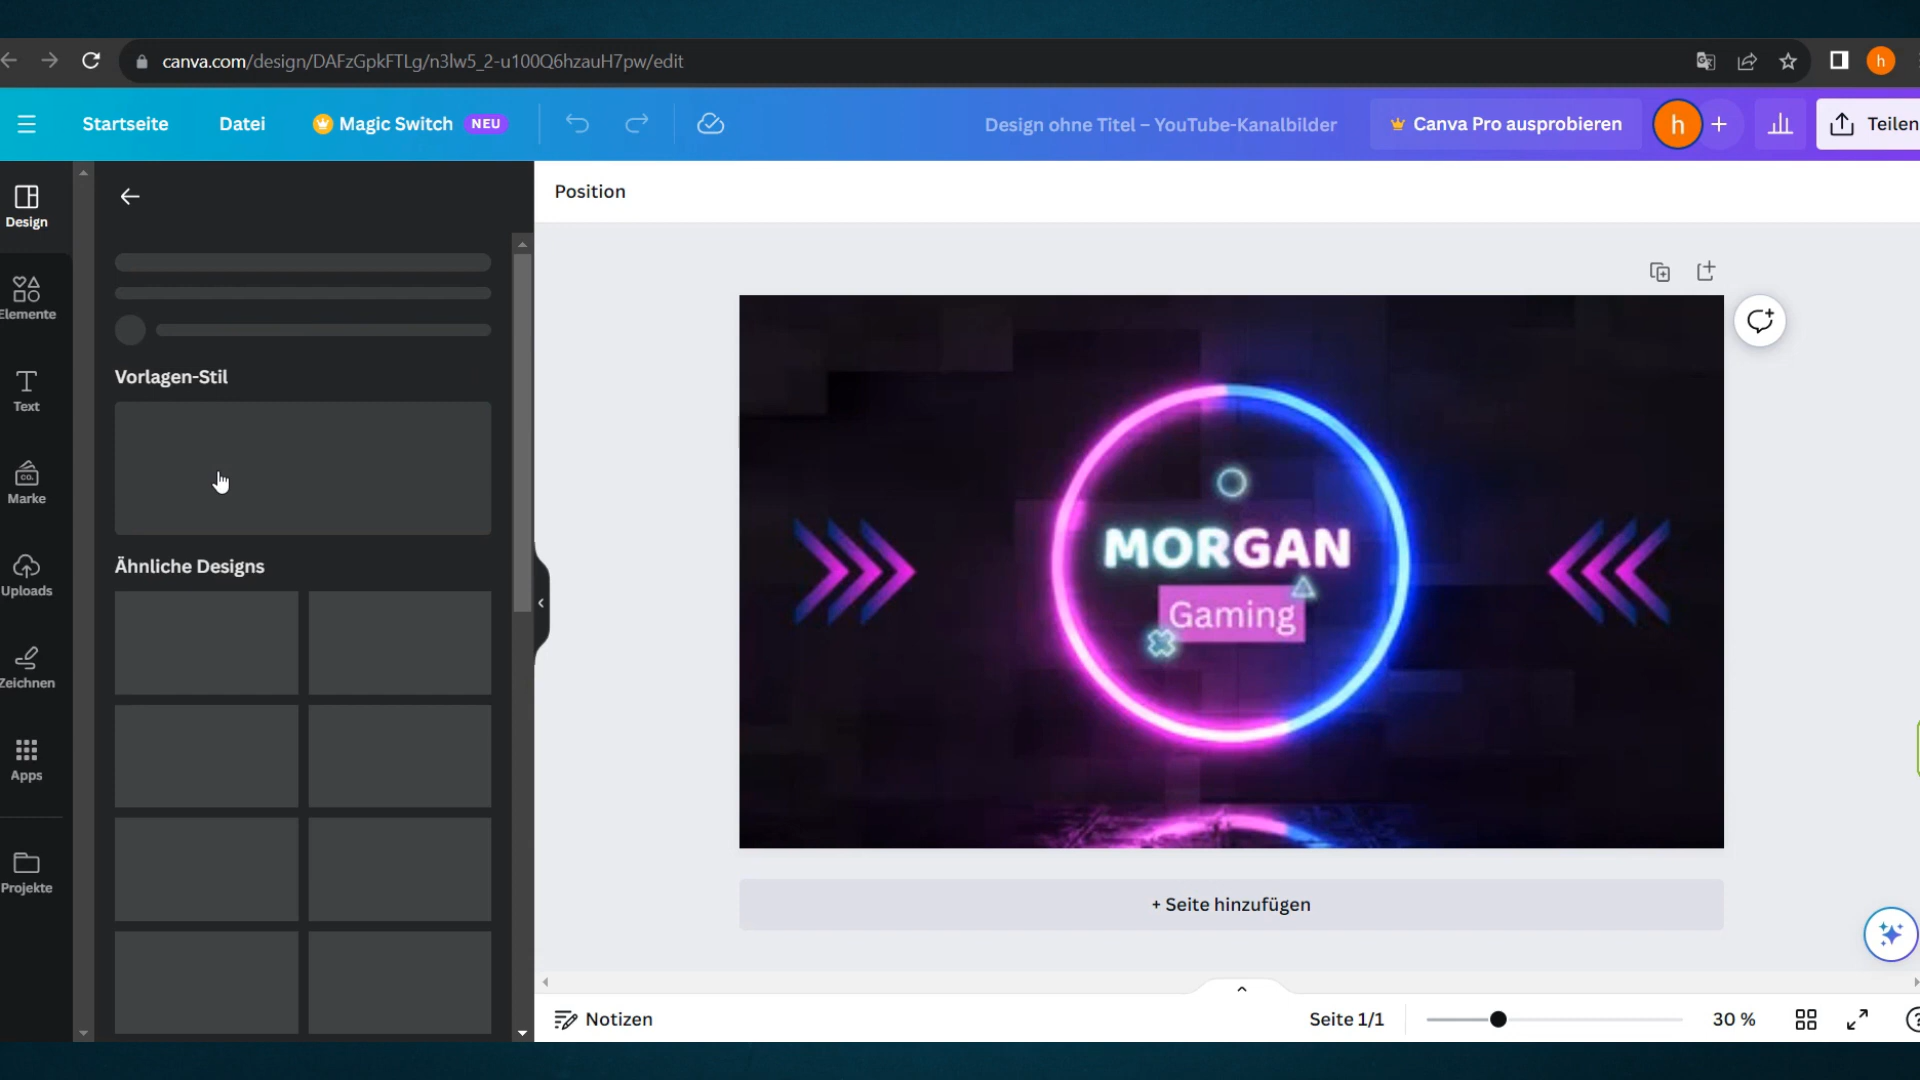 canva.com/design/DAFzGpkFTLg/n3lw5_2-u100Q6hzauH7pw/edit
h
Startseite
Datei
Magic Switch
NEU
Design ohne Titel – YouTube-Kanalbilder
Canva Pro ausprobieren
h
Teilen
Design
Elemente
Text
CO.
Marke
Uploads
Zeichnen
Apps
Projekte
Vorlagen-Stil
Ähnliche Designs
Position
MORGAN
Gaming
+ Seite hinzufügen
Notizen
Seite 1/1
30 %